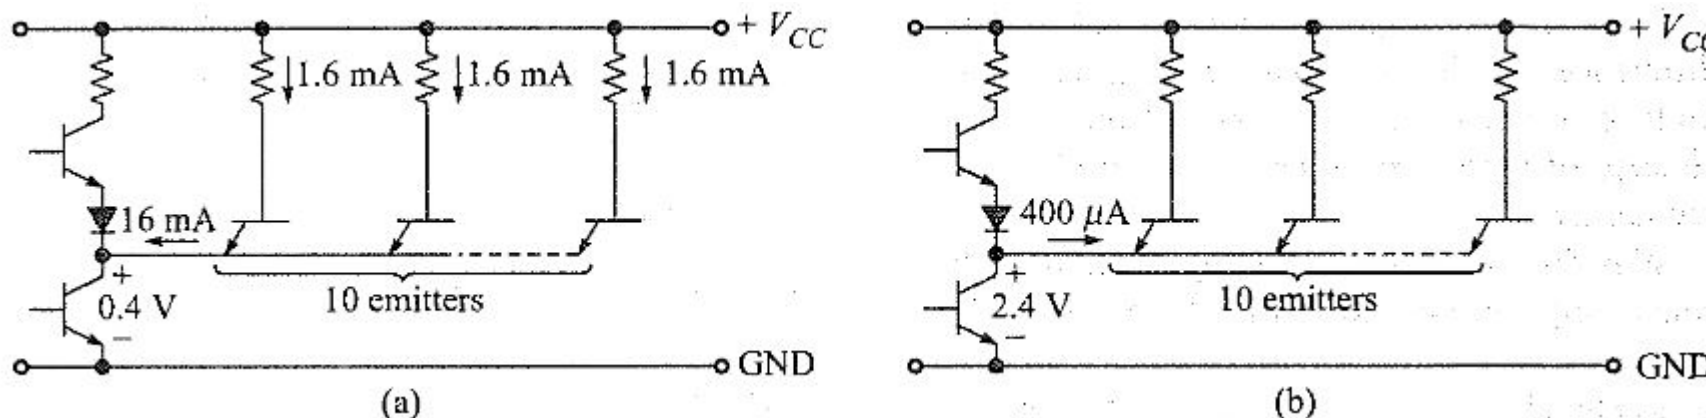 + V_CC
1.6 mA 1.6 mA 1.6 mA
16 mA
+
0.4 V
−
10 emitters
GND
(a)
+ V_CC
400 μA
+
2.4 V
−
10 emitters
GND
(b)